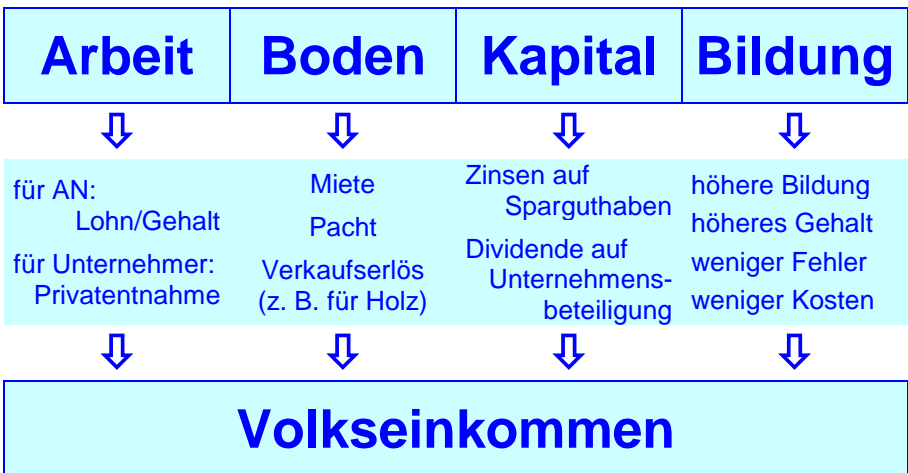 Arbeit
Boden
Kapital
Bildung
für AN:
Lohn/Gehalt
für Unternehmer:
Privatentnahme
Miete
Pacht
Verkaufserlös
(z. B. für Holz)
Zinsen auf
Sparguthaben
Dividende auf
Unternehmens-
beteiligung
höhere Bildung
höheres Gehalt
weniger Fehler
weniger Kosten
Volkseinkommen